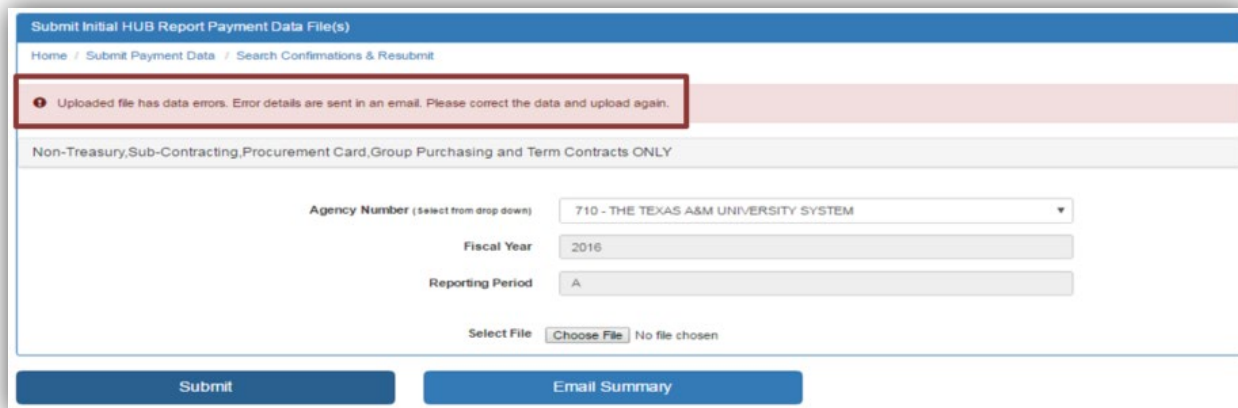 Submit Initial HUB Report Payment Data File(s)
Home / Submit Payment Data / Search Confirmations & Resubmit
Uploaded file has data errors. Error details are sent in an email. Please correct the data and upload again.
Non-Treasury,Sub-Contracting,Procurement Card,Group Purchasing and Term Contracts ONLY
Agency Number (Select from drop down) 710 - THE TEXAS A&M UNIVERSITY SYSTEM
Fiscal Year 2016
Reporting Period A
Select File Choose File No file chosen
Submit Email Summary